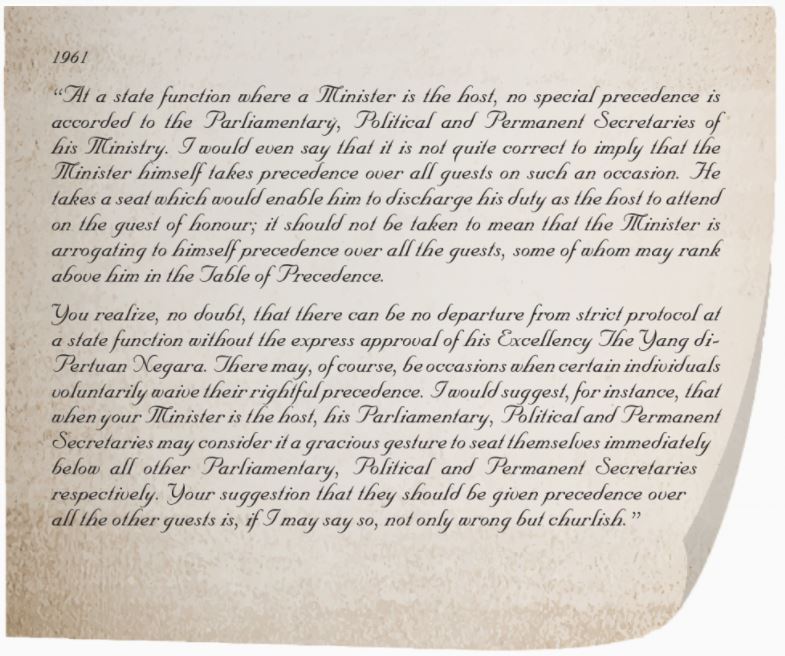 1961
“At a state function where a Minister is the host, no special precedence is
accorded to the Parliamentary, Political and Permanent Secretaries of
his Ministry. I would even say that it is not quite correct to imply that the
Minister himself takes precedence over all guests on such an occasion. He
takes a seat which would enable him to discharge his duty as the host to attend
on the guest of honour; it should not be taken to mean that the Minister is
arrogating to himself precedence over all the guests, some of whom may rank
above him in the Table of Precedence.
You realize, no doubt, that there can be no departure from strict protocol at
a state function without the express approval of his Excellency The Yang di-
Pertuan Negara. There may, of course, be occasions when certain individuals
voluntarily waive their rightful precedence. I would suggest, for instance, that
when your Minister is the host, his Parliamentary, Political and Permanent
Secretaries may consider it a gracious gesture to seat themselves immediately
below all other Parliamentary, Political and Permanent Secretaries
respectively. Your suggestion that they should be given precedence over
all the other guests is, if I may say so, not only wrong but churlish.”